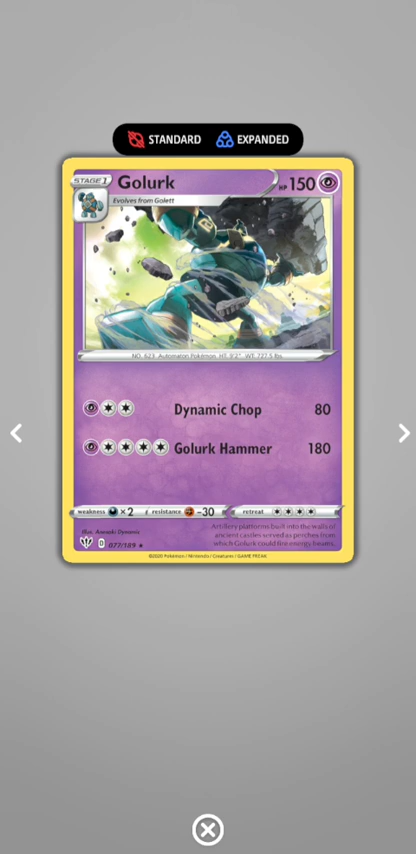 STANDARD EXPANDED
STAGE 1 Golurk HP 150
Evolves from Golett
NO. 623 Automaton Pokémon HT: 9'2" WT: 727.5 lbs.
Dynamic Chop 80
Golurk Hammer 180
weakness ×2 resistance -30 retreat
Illus. Anesaki Dynamic
Artillery platforms built into the walls of
ancient castles served as perches from
which Golurk could fire energy beams.
D 077/189 ★
©2020 Pokémon / Nintendo / Creatures / GAME FREAK